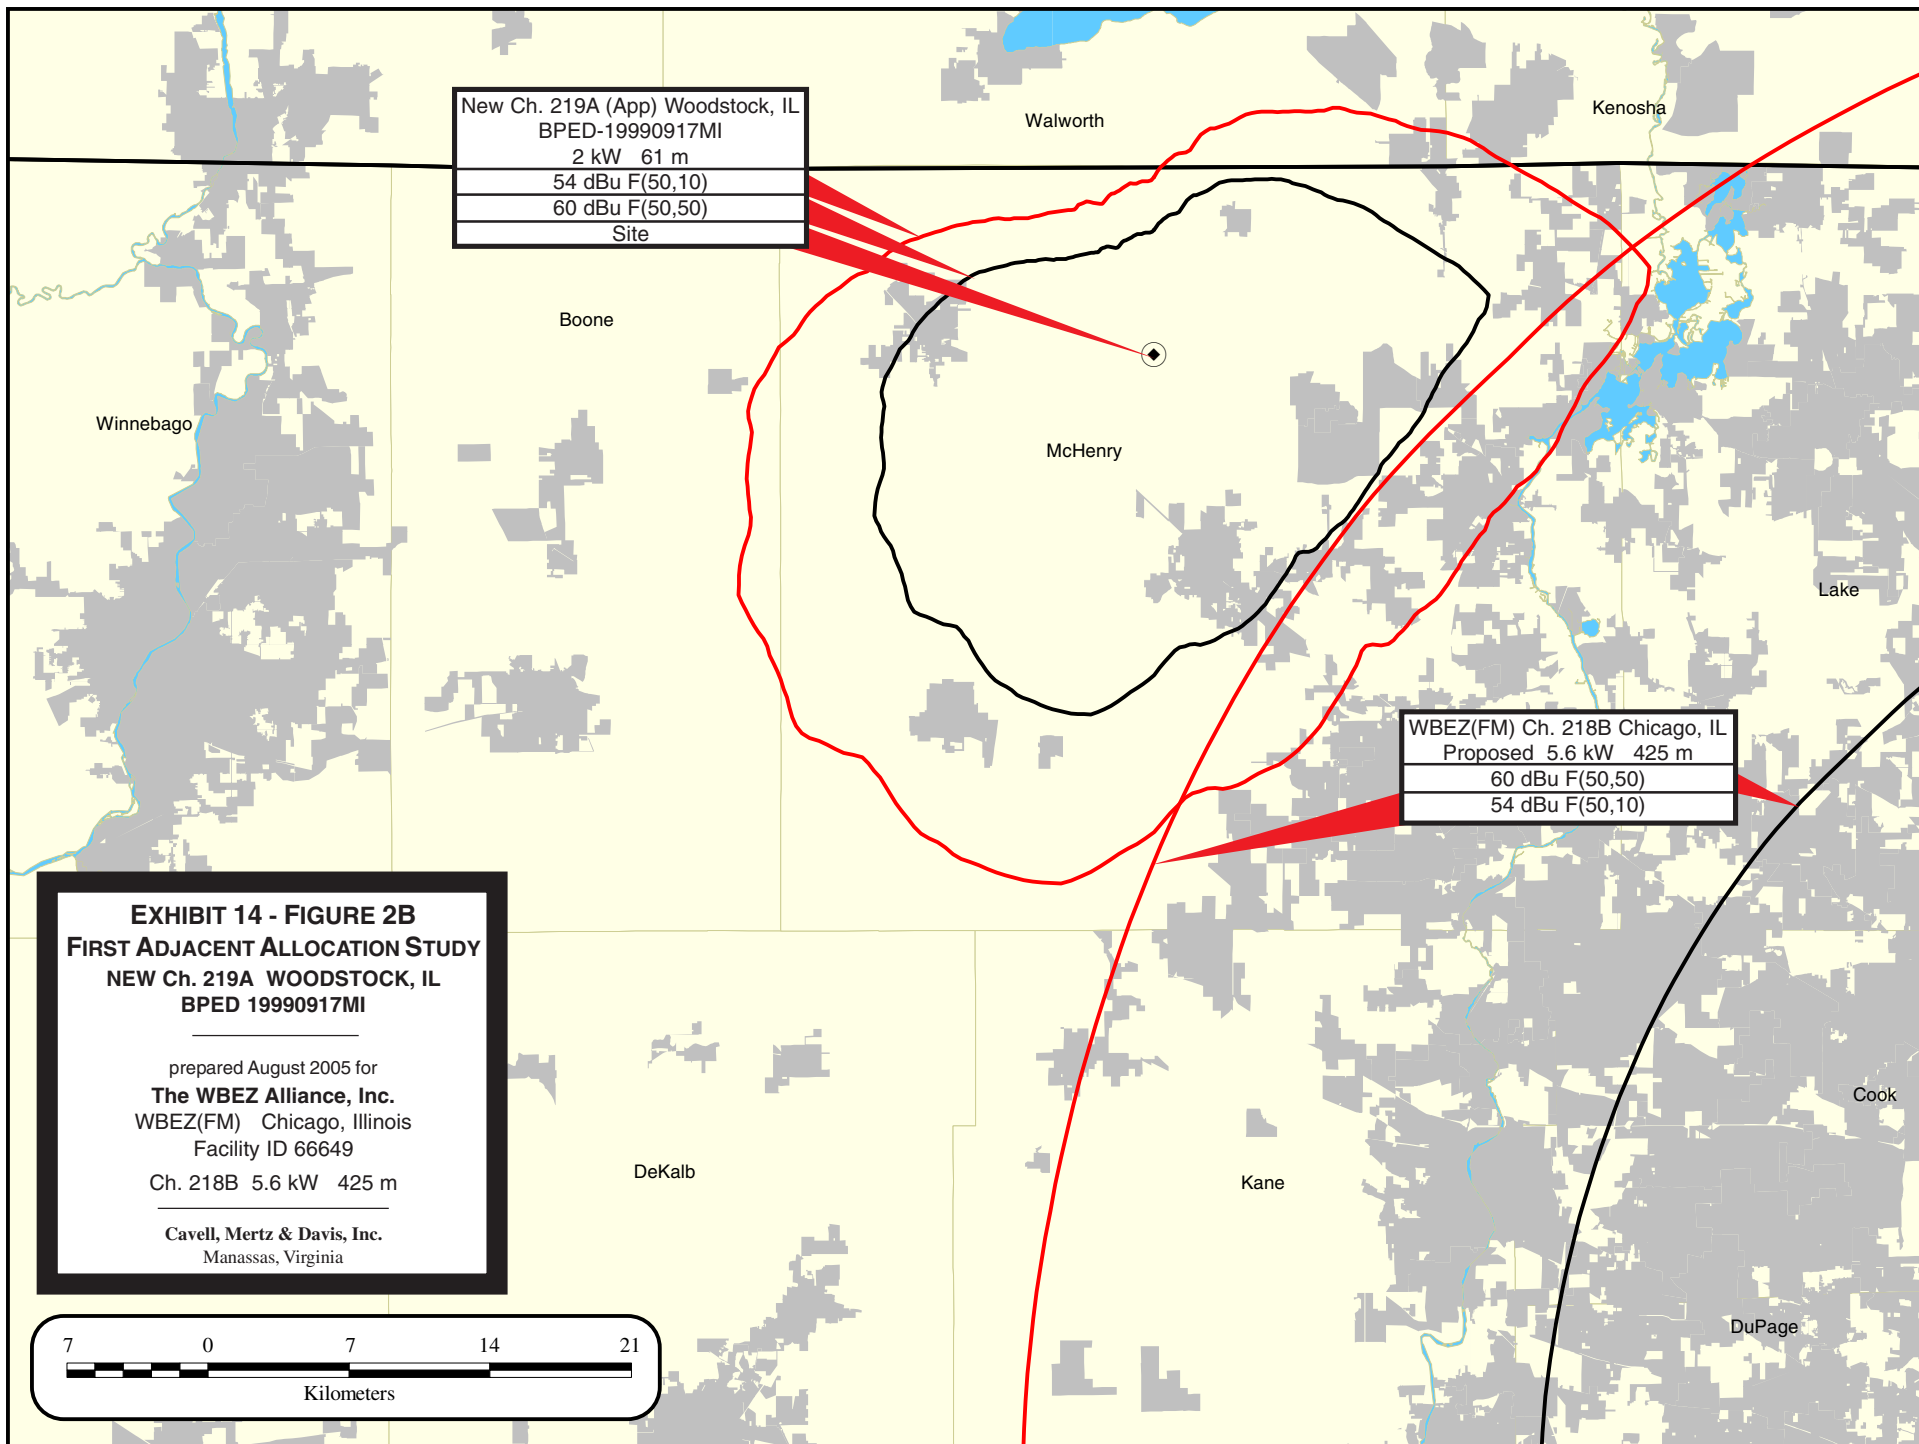 New Ch. 219A (App) Woodstock, IL
BPED-19990917MI
2 kW 61 m
54 dBu F(50,10)
60 dBu F(50,50)
Site
Walworth
Kenosha
Boone
Winnebago
McHenry
Lake
WBEZ(FM) Ch. 218B Chicago, IL
Proposed 5.6 kW 425 m
60 dBu F(50,50)
54 dBu F(50,10)
EXHIBIT 14 - FIGURE 2B
FIRST ADJACENT ALLOCATION STUDY
NEW Ch. 219A WOODSTOCK, IL
BPED 19990917MI
prepared August 2005 for
The WBEZ Alliance, Inc.
WBEZ(FM) Chicago, Illinois
Facility ID 66649
Ch. 218B 5.6 kW 425 m
Cavell, Mertz & Davis, Inc.
Manassas, Virginia
Cook
DeKalb
Kane
DuPage
7 0 7 14 21
Kilometers